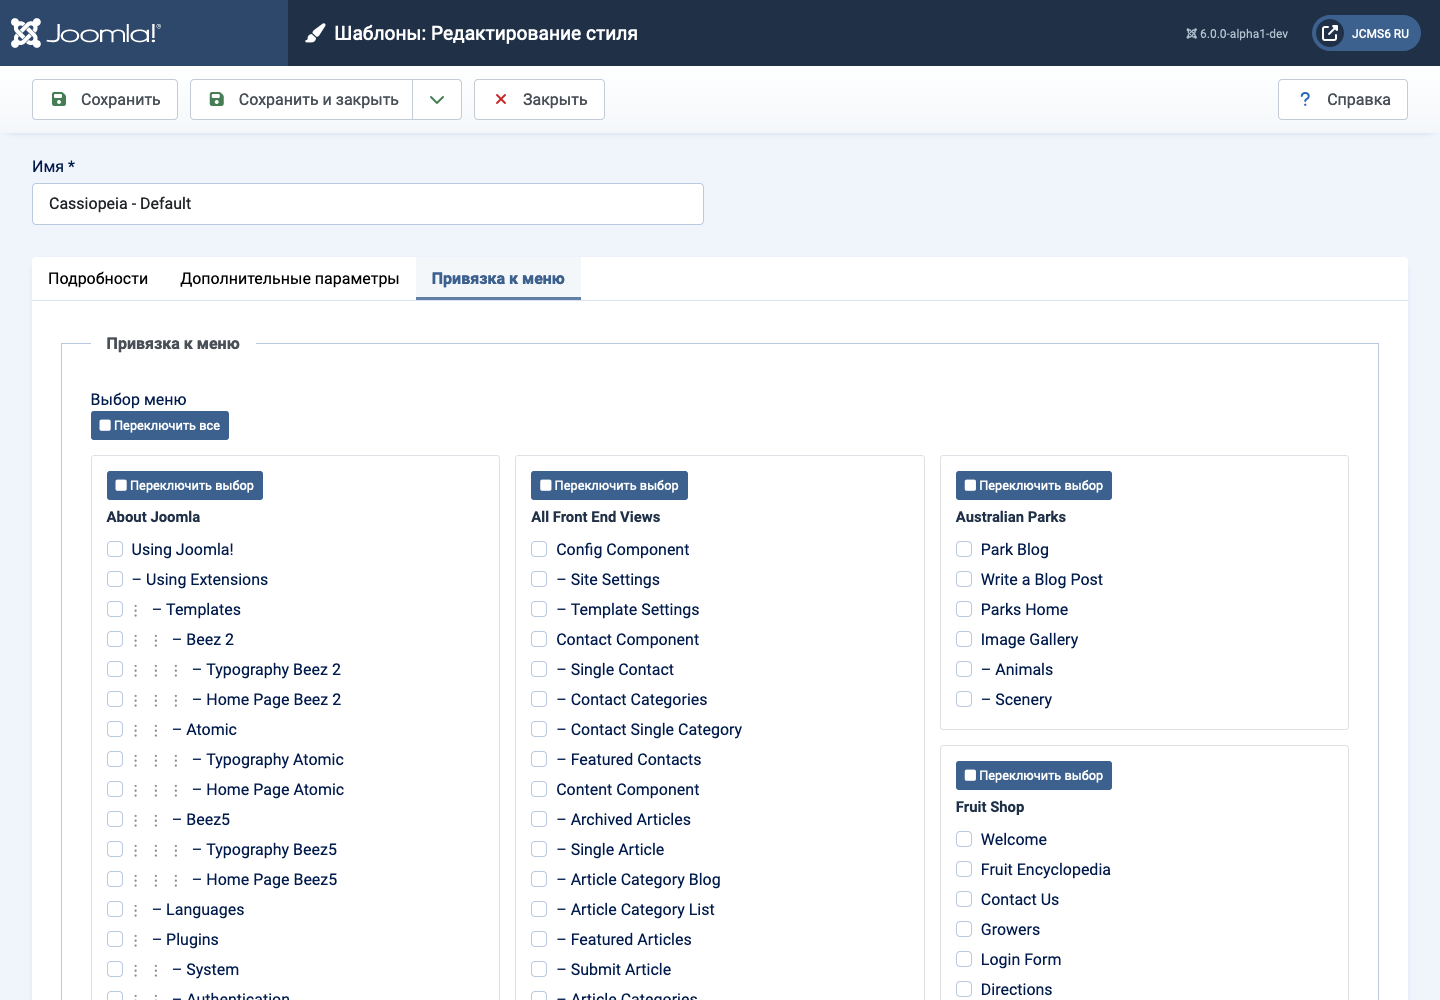 Joomla!®
Шаблоны: Редактирование стиля
6.0.0-alpha1-dev
JCMS6 RU
Сохранить
Сохранить и закрыть
Закрыть
? Справка
Имя *
Cassiopeia - Default
Подробности
Дополнительные параметры
Привязка к меню
Привязка к меню
Выбор меню
Переключить все
Переключить выбор
About Joomla
Using Joomla!
– Using Extensions
⋮ – Templates
⋮ ⋮ – Beez 2
⋮ ⋮ ⋮ – Typography Beez 2
⋮ ⋮ ⋮ – Home Page Beez 2
⋮ ⋮ – Atomic
⋮ ⋮ ⋮ – Typography Atomic
⋮ ⋮ ⋮ – Home Page Atomic
⋮ ⋮ – Beez5
⋮ ⋮ ⋮ – Typography Beez5
⋮ ⋮ ⋮ – Home Page Beez5
⋮ – Languages
⋮ – Plugins
⋮ ⋮ – System
⋮ ⋮ – Authentication
Переключить выбор
All Front End Views
Config Component
– Site Settings
– Template Settings
Contact Component
– Single Contact
– Contact Categories
– Contact Single Category
– Featured Contacts
Content Component
– Archived Articles
– Single Article
– Article Category Blog
– Article Category List
– Featured Articles
– Submit Article
– Article Categories
Переключить выбор
Australian Parks
Park Blog
Write a Blog Post
Parks Home
Image Gallery
– Animals
– Scenery
Переключить выбор
Fruit Shop
Welcome
Fruit Encyclopedia
Contact Us
Growers
Login Form
Directions